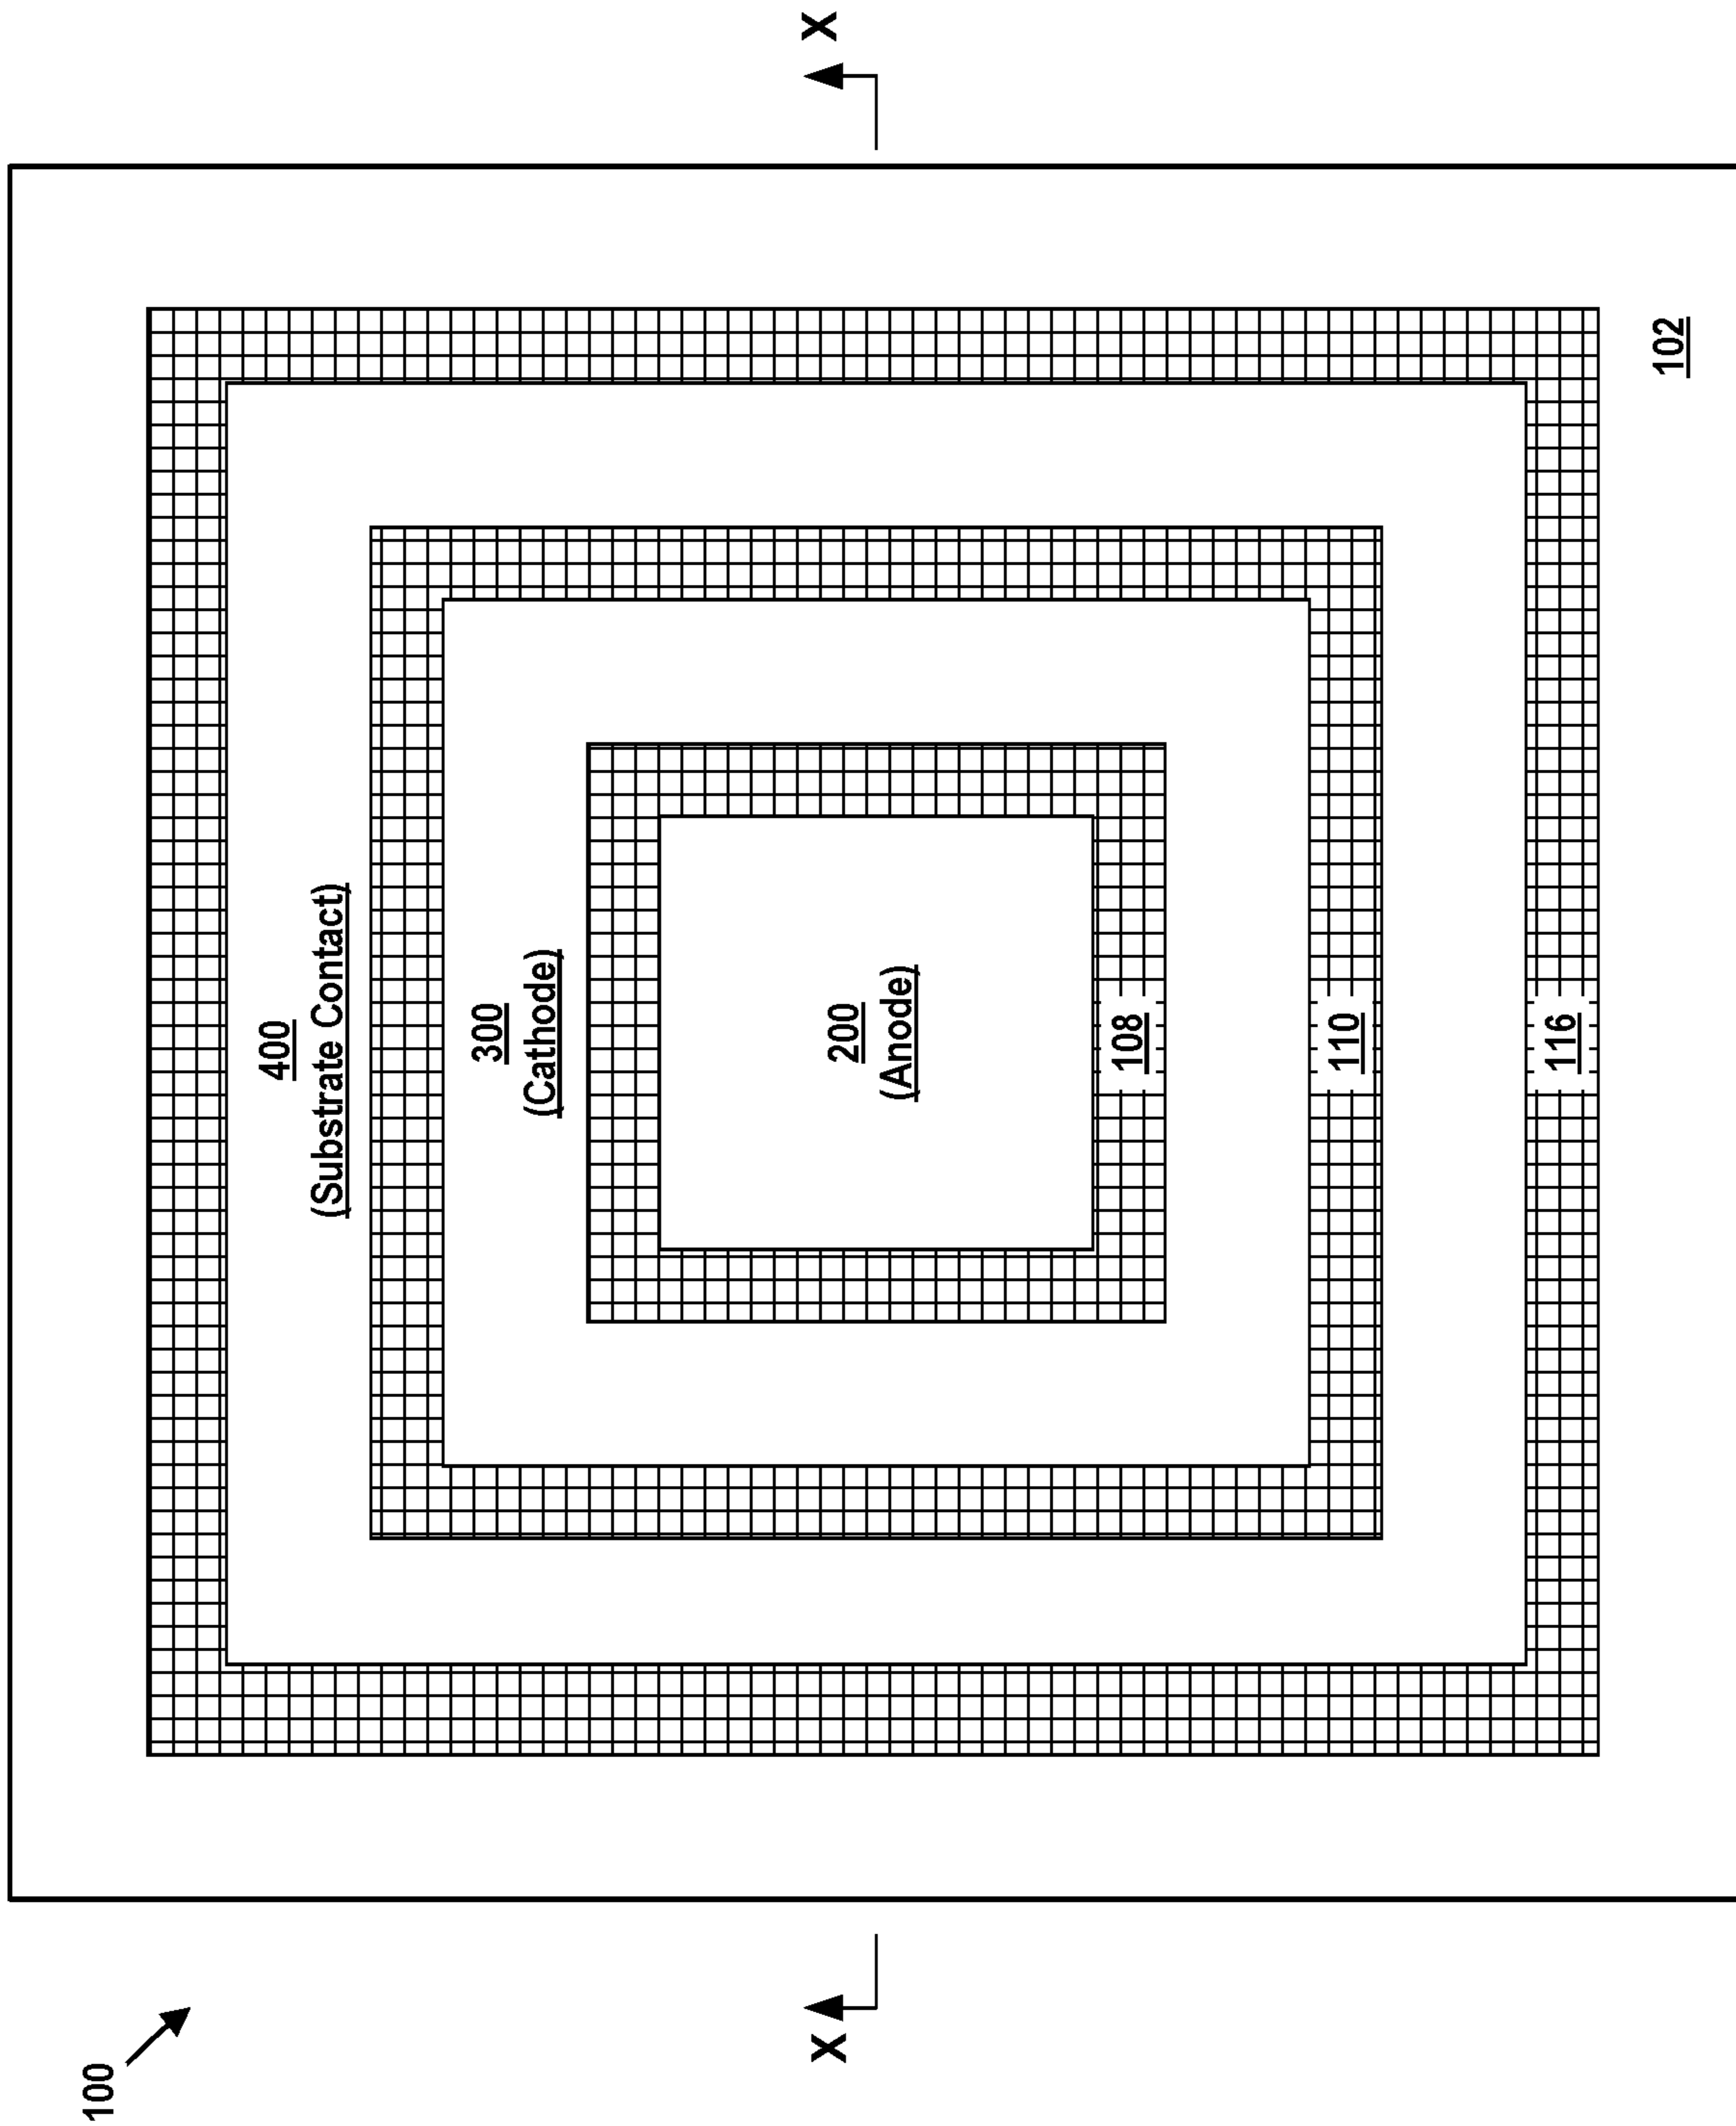 100
X
X
400
(Substrate Contact)
300
(Cathode)
200
(Anode)
108
110
116
102